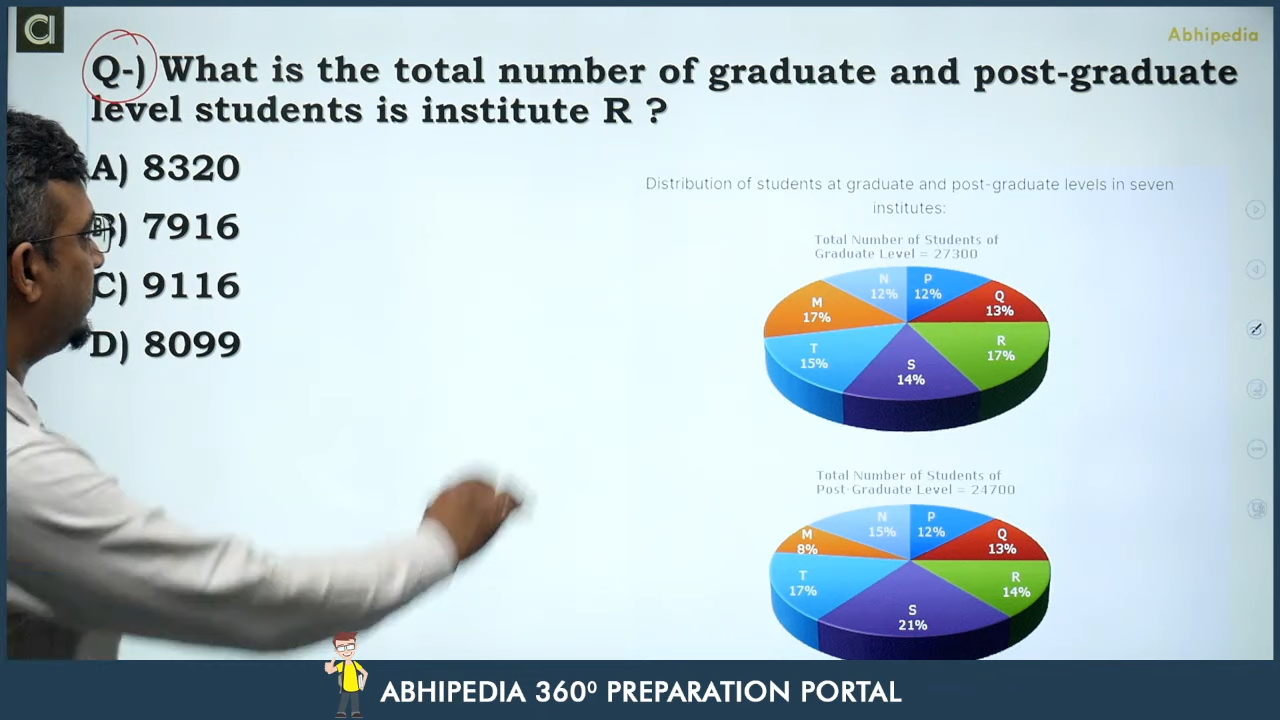 CA
Abhipedia
Q-) What is the total number of graduate and post-graduate
level students is institute R ?
A) 8320
B) 7916
C) 9116
D) 8099
Distribution of students at graduate and post-graduate levels in seven
institutes:
Total Number of Students of
Graduate Level = 27300
N
12%
P
12%
Q
13%
M
17%
R
17%
T
15%
S
14%
Total Number of Students of
Post-Graduate Level = 24700
N
15%
P
12%
Q
13%
M
8%
T
17%
R
14%
S
21%
ABHIPEDIA 360⁰ PREPARATION PORTAL